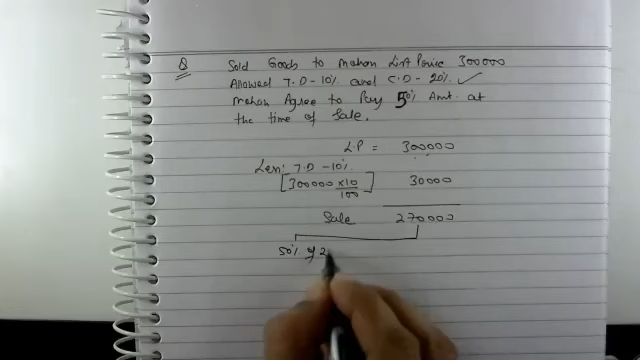 Q Sold Goods to Mohan List Price 300000
Allowed T.D - 10% and C.D - 20% ✓
Mohan Agree to Pay 50% Amt. at
the time of Sale.
L.P = 300000
Less: T.D - 10%
[300000 x 10/100] 30000
Sale 270000
50% of 2